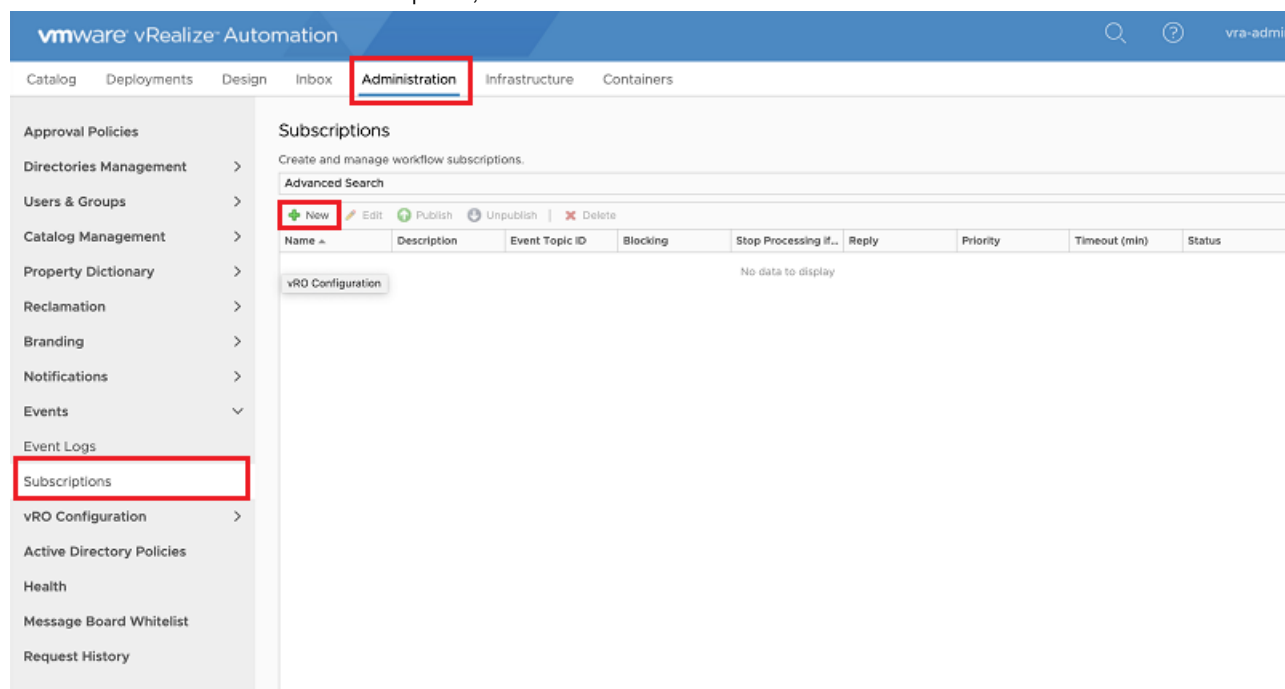 vmware vRealize Automation vra-admi
Catalog Deployments Design Inbox Administration Infrastructure Containers
Approval Policies
Directories Management
Users & Groups
Catalog Management
Property Dictionary
Reclamation
Branding
Notifications
Events
Event Logs
Subscriptions
vRO Configuration
Active Directory Policies
Health
Message Board Whitelist
Request History
Subscriptions
Create and manage workflow subscriptions.
Advanced Search
New Edit Publish Unpublish | Delete
Name Description Event Topic ID Blocking Stop Processing if... Reply Priority Timeout (min) Status
No data to display
vRO Configuration